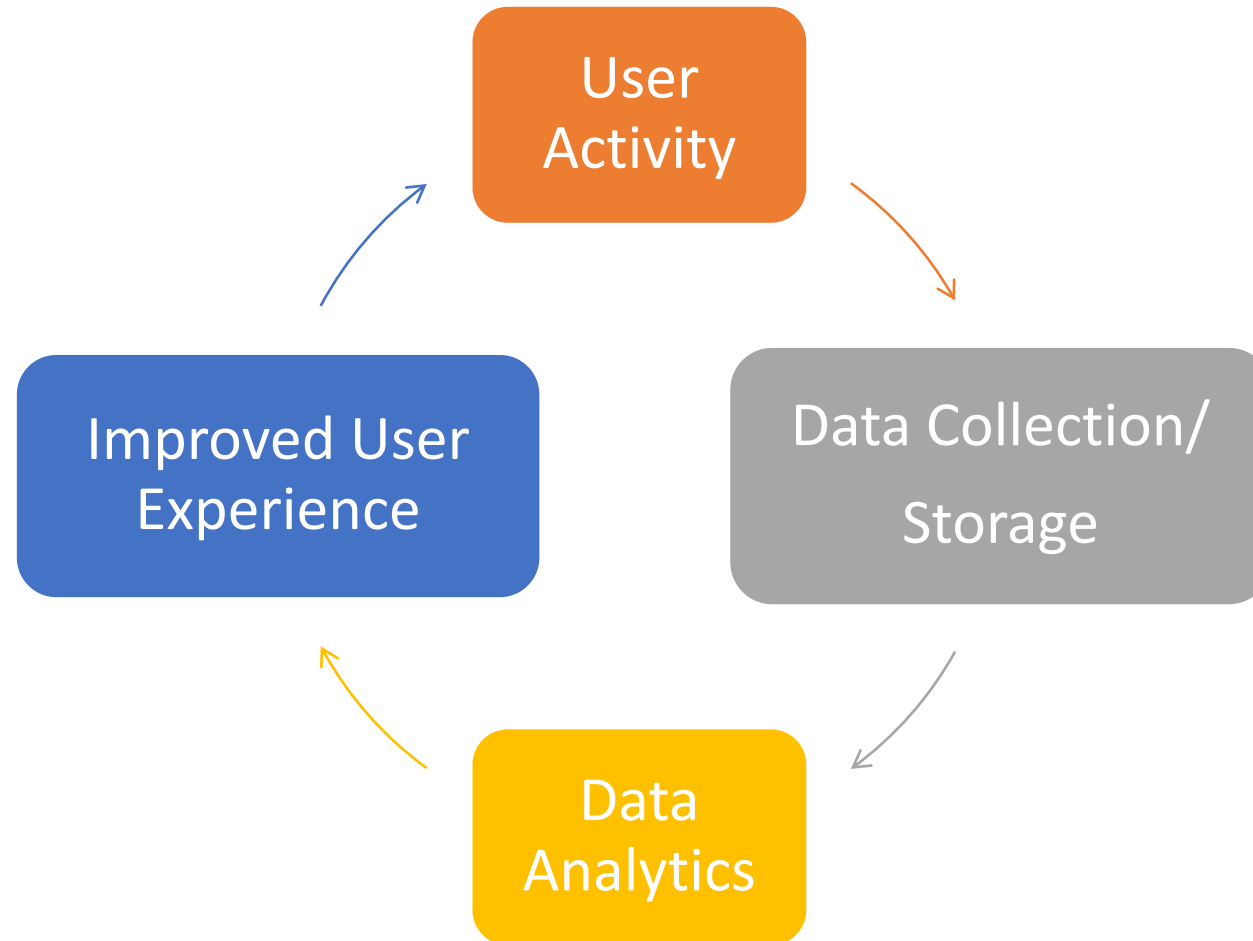 User
Activity
Data Collection/
Storage
Data
Analytics
Improved User
Experience